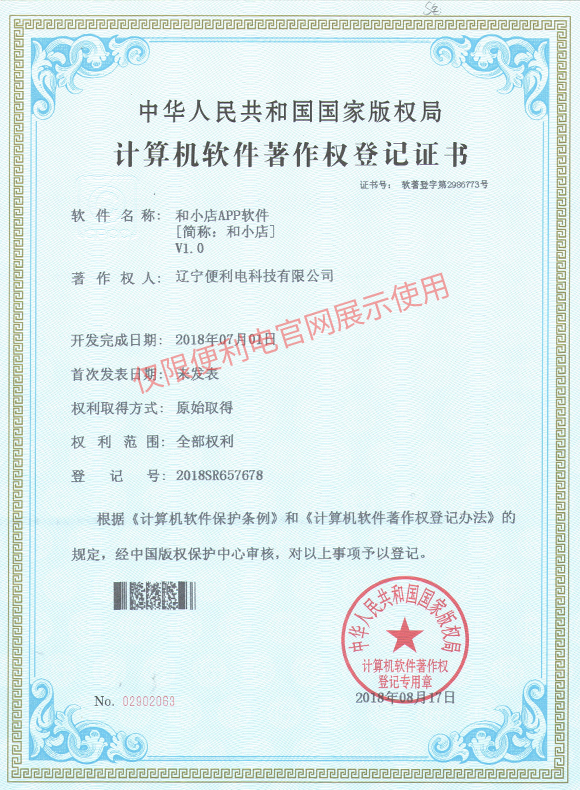 中华人民共和国国家版权局
计算机软件著作权登记证书
证书号： 软著登字第2986773号
软件名称： 和小店APP软件
[简称：和小店]
V1.0
著作权人： 辽宁便利电科技有限公司
仅限便利电官网展示使用
开发完成日期： 2018年07月01日
首次发表日期： 未发表
权利取得方式： 原始取得
权利范围： 全部权利
登记号： 2018SR657678
根据《计算机软件保护条例》和《计算机软件著作权登记办法》的
规定，经中国版权保护中心审核，对以上事项予以登记。
中华人民共和国国家版权局
计算机软件著作权
登记专用章
No. 02902063
2018年08月17日